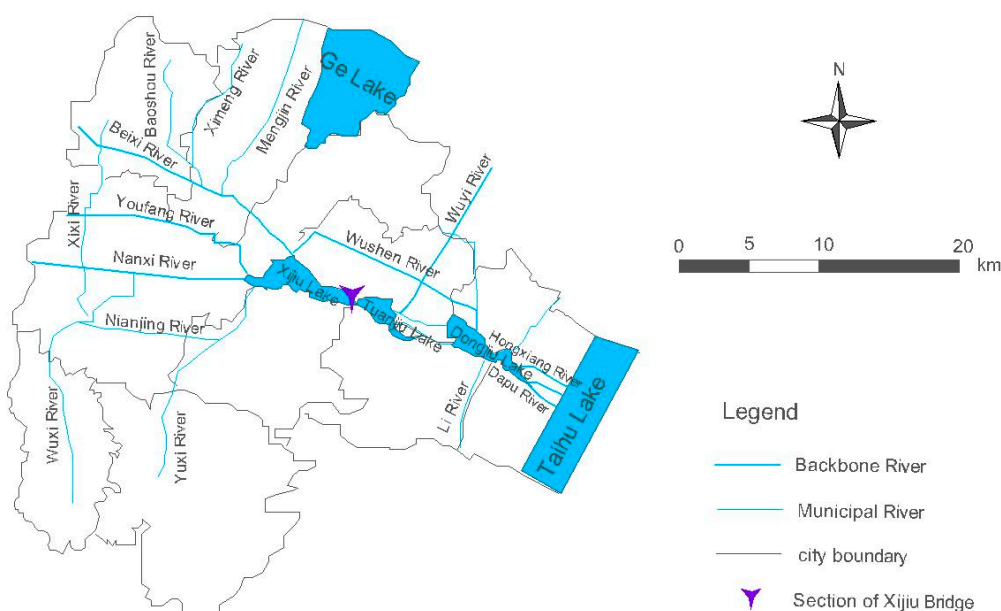 Ge Lake
Baoshou River
Ximeng River
Mengjin River
Beixi River
Xixi River
Youfang River
Nanxi River
Nianjing River
Wuxi River
Yuxi River
Xijiu Lake
Tuanjiu Lake
Dongjiu Lake
Wuyi River
Wushen River
Hongxiang River
Dapu River
Li River
Taihu Lake
N
0 5 10 20
km
Legend
Backbone River
Municipal River
city boundary
Section of Xijiu Bridge